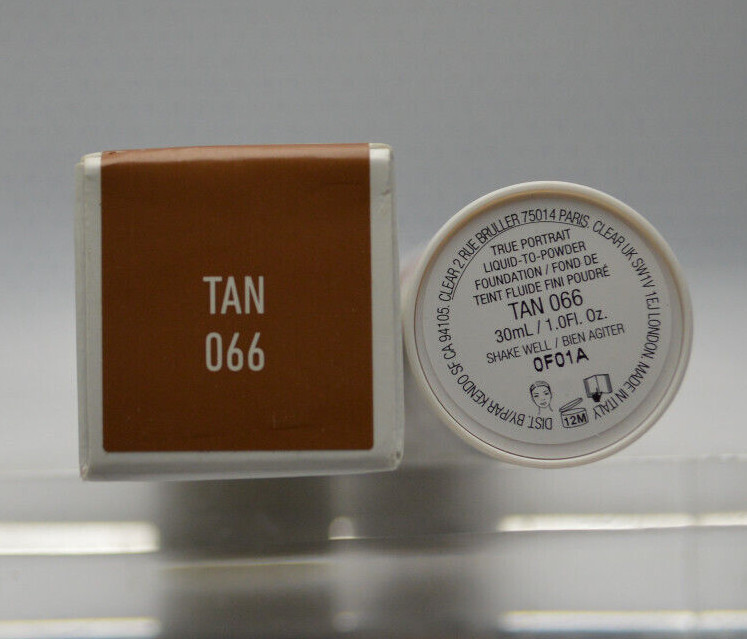 TAN
066
TRUE PORTRAIT
LIQUID-TO-POWDER
FOUNDATION / FOND DE
TEINT FLUIDE FINI POUDRÉ
TAN 066
30mL / 1.0Fl. Oz.
SHAKE WELL / BIEN AGITER
0F01A
12M
DIST. BY/PAR KENDO SF CA 94105. CLEAR 2 RUE BRULLER 75014 PARIS. CLEAR UK SW1V 1EJ LONDON. MADE IN ITALY